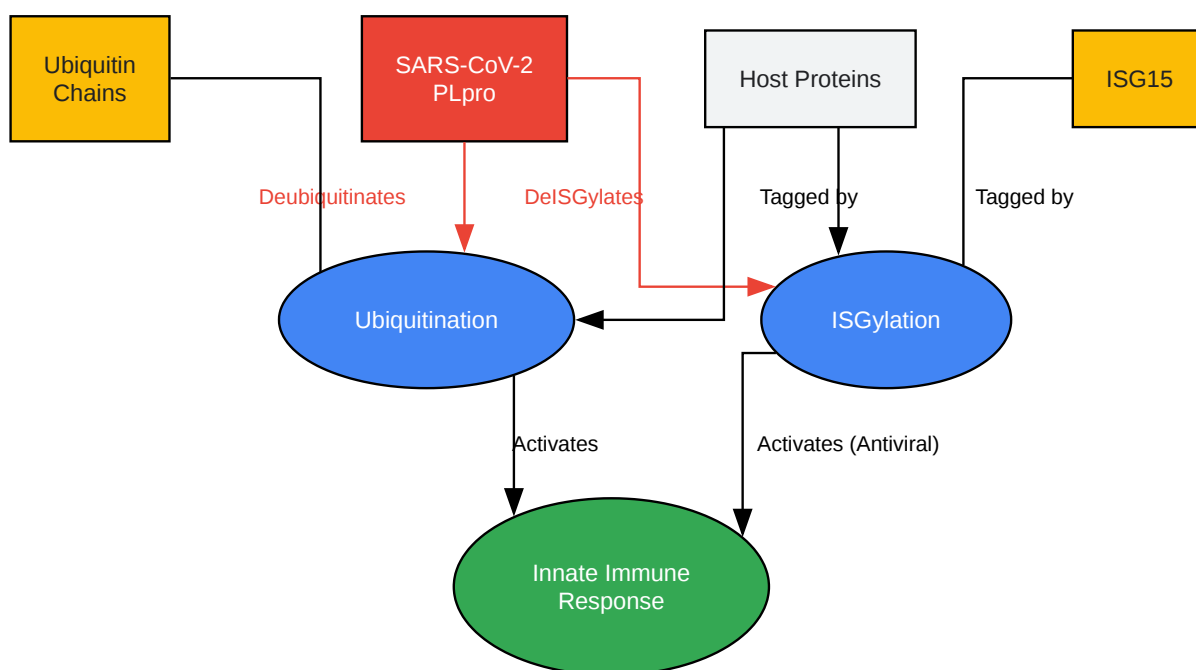 Ubiquitin
Chains
SARS-CoV-2
PLpro
Host Proteins
ISG15
Deubiquitinates
DeISGylates
Tagged by
Tagged by
Ubiquitination
ISGylation
Activates
Activates (Antiviral)
Innate Immune
Response